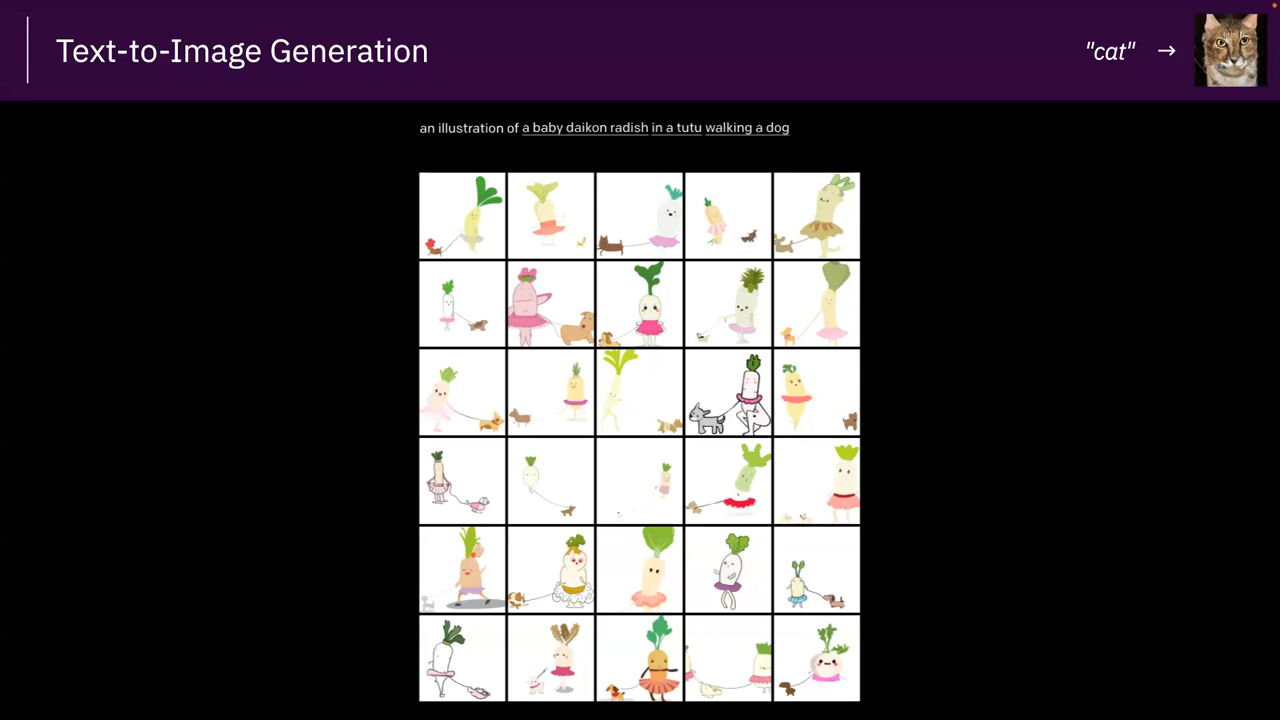 Text-to-Image Generation
"cat" →
an illustration of a baby daikon radish in a tutu walking a dog